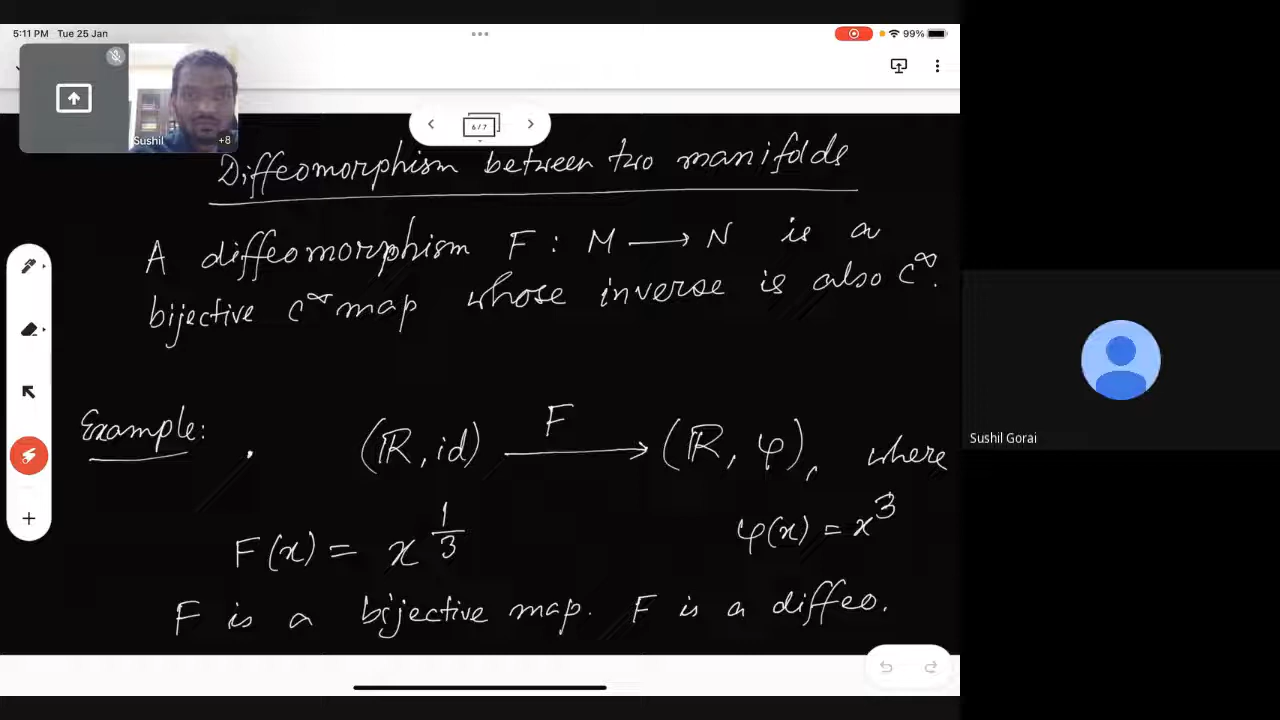 5:11 PM Tue 25 Jan
99%
Sushil
+8
6/7
Diffeomorphism between two manifolds
A diffeomorphism F : M ⟶ N is a
bijective C^∞ map whose inverse is also C^∞.
Example: . (ℝ, id) ⟶^F (ℝ, φ), where
F(x) = x^{1/3} φ(x) = x^3
F is a bijective map. F is a diffeo.
Sushil Gorai